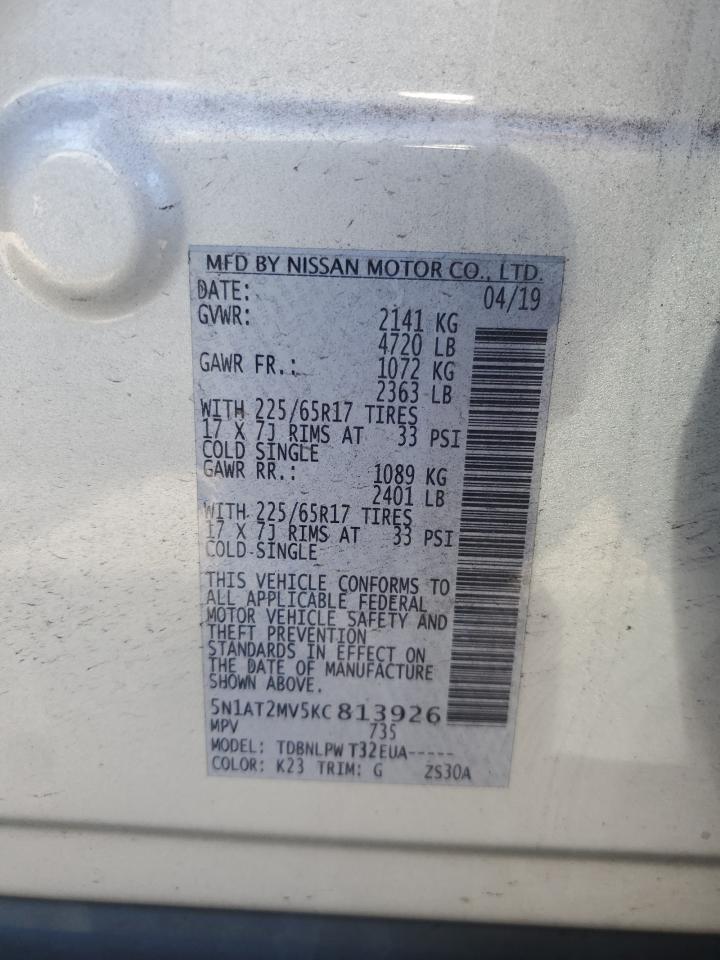 MFD BY NISSAN MOTOR CO., LTD.
DATE: 04/19
GVWR: 2141 KG
4720 LB
GAWR FR.: 1072 KG
2363 LB
WITH 225/65R17 TIRES
17 X 7J RIMS AT 33 PSI
COLD SINGLE
GAWR RR.: 1089 KG
2401 LB
WITH 225/65R17 TIRES
17 X 7J RIMS AT 33 PSI
COLD SINGLE
THIS VEHICLE CONFORMS TO
ALL APPLICABLE FEDERAL
MOTOR VEHICLE SAFETY AND
THEFT PREVENTION
STANDARDS IN EFFECT ON
THE DATE OF MANUFACTURE
SHOWN ABOVE.
5N1AT2MV5KC813926
MPV 735
MODEL: TDBNLPW T32EUA-----
COLOR: K23 TRIM: G ZS30A